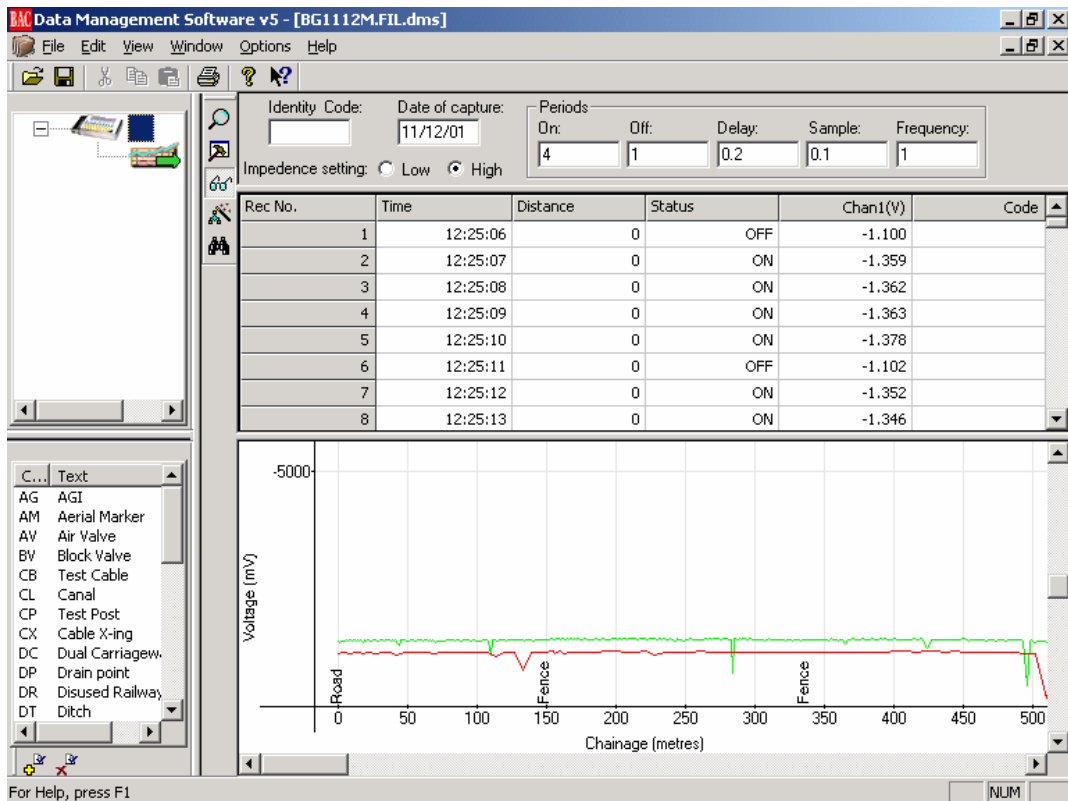 BAC Data Management Software v5 - [BG1112M.FIL.dms]
File Edit View Window Options Help
Identity Code:
Date of capture:
11/12/01
Impedence setting: Low High
Periods
On: Off: Delay: Sample: Frequency:
4 1 0.2 0.1 1
Rec No. Time Distance Status Chan1(V) Code
1 12:25:06 0 OFF -1.100
2 12:25:07 0 ON -1.359
3 12:25:08 0 ON -1.362
4 12:25:09 0 ON -1.363
5 12:25:10 0 ON -1.378
6 12:25:11 0 OFF -1.102
7 12:25:12 0 ON -1.352
8 12:25:13 0 ON -1.346
C... Text
AG AGI
AM Aerial Marker
AV Air Valve
BV Block Valve
CB Test Cable
CL Canal
CP Test Post
CX Cable X-ing
DC Dual Carriagew
DP Drain point
DR Disused Railway
DT Ditch
-5000
Voltage (mV)
Road
Fence
Fence
0 50 100 150 200 250 300 350 400 450 500
Chainage (metres)
For Help, press F1
NUM